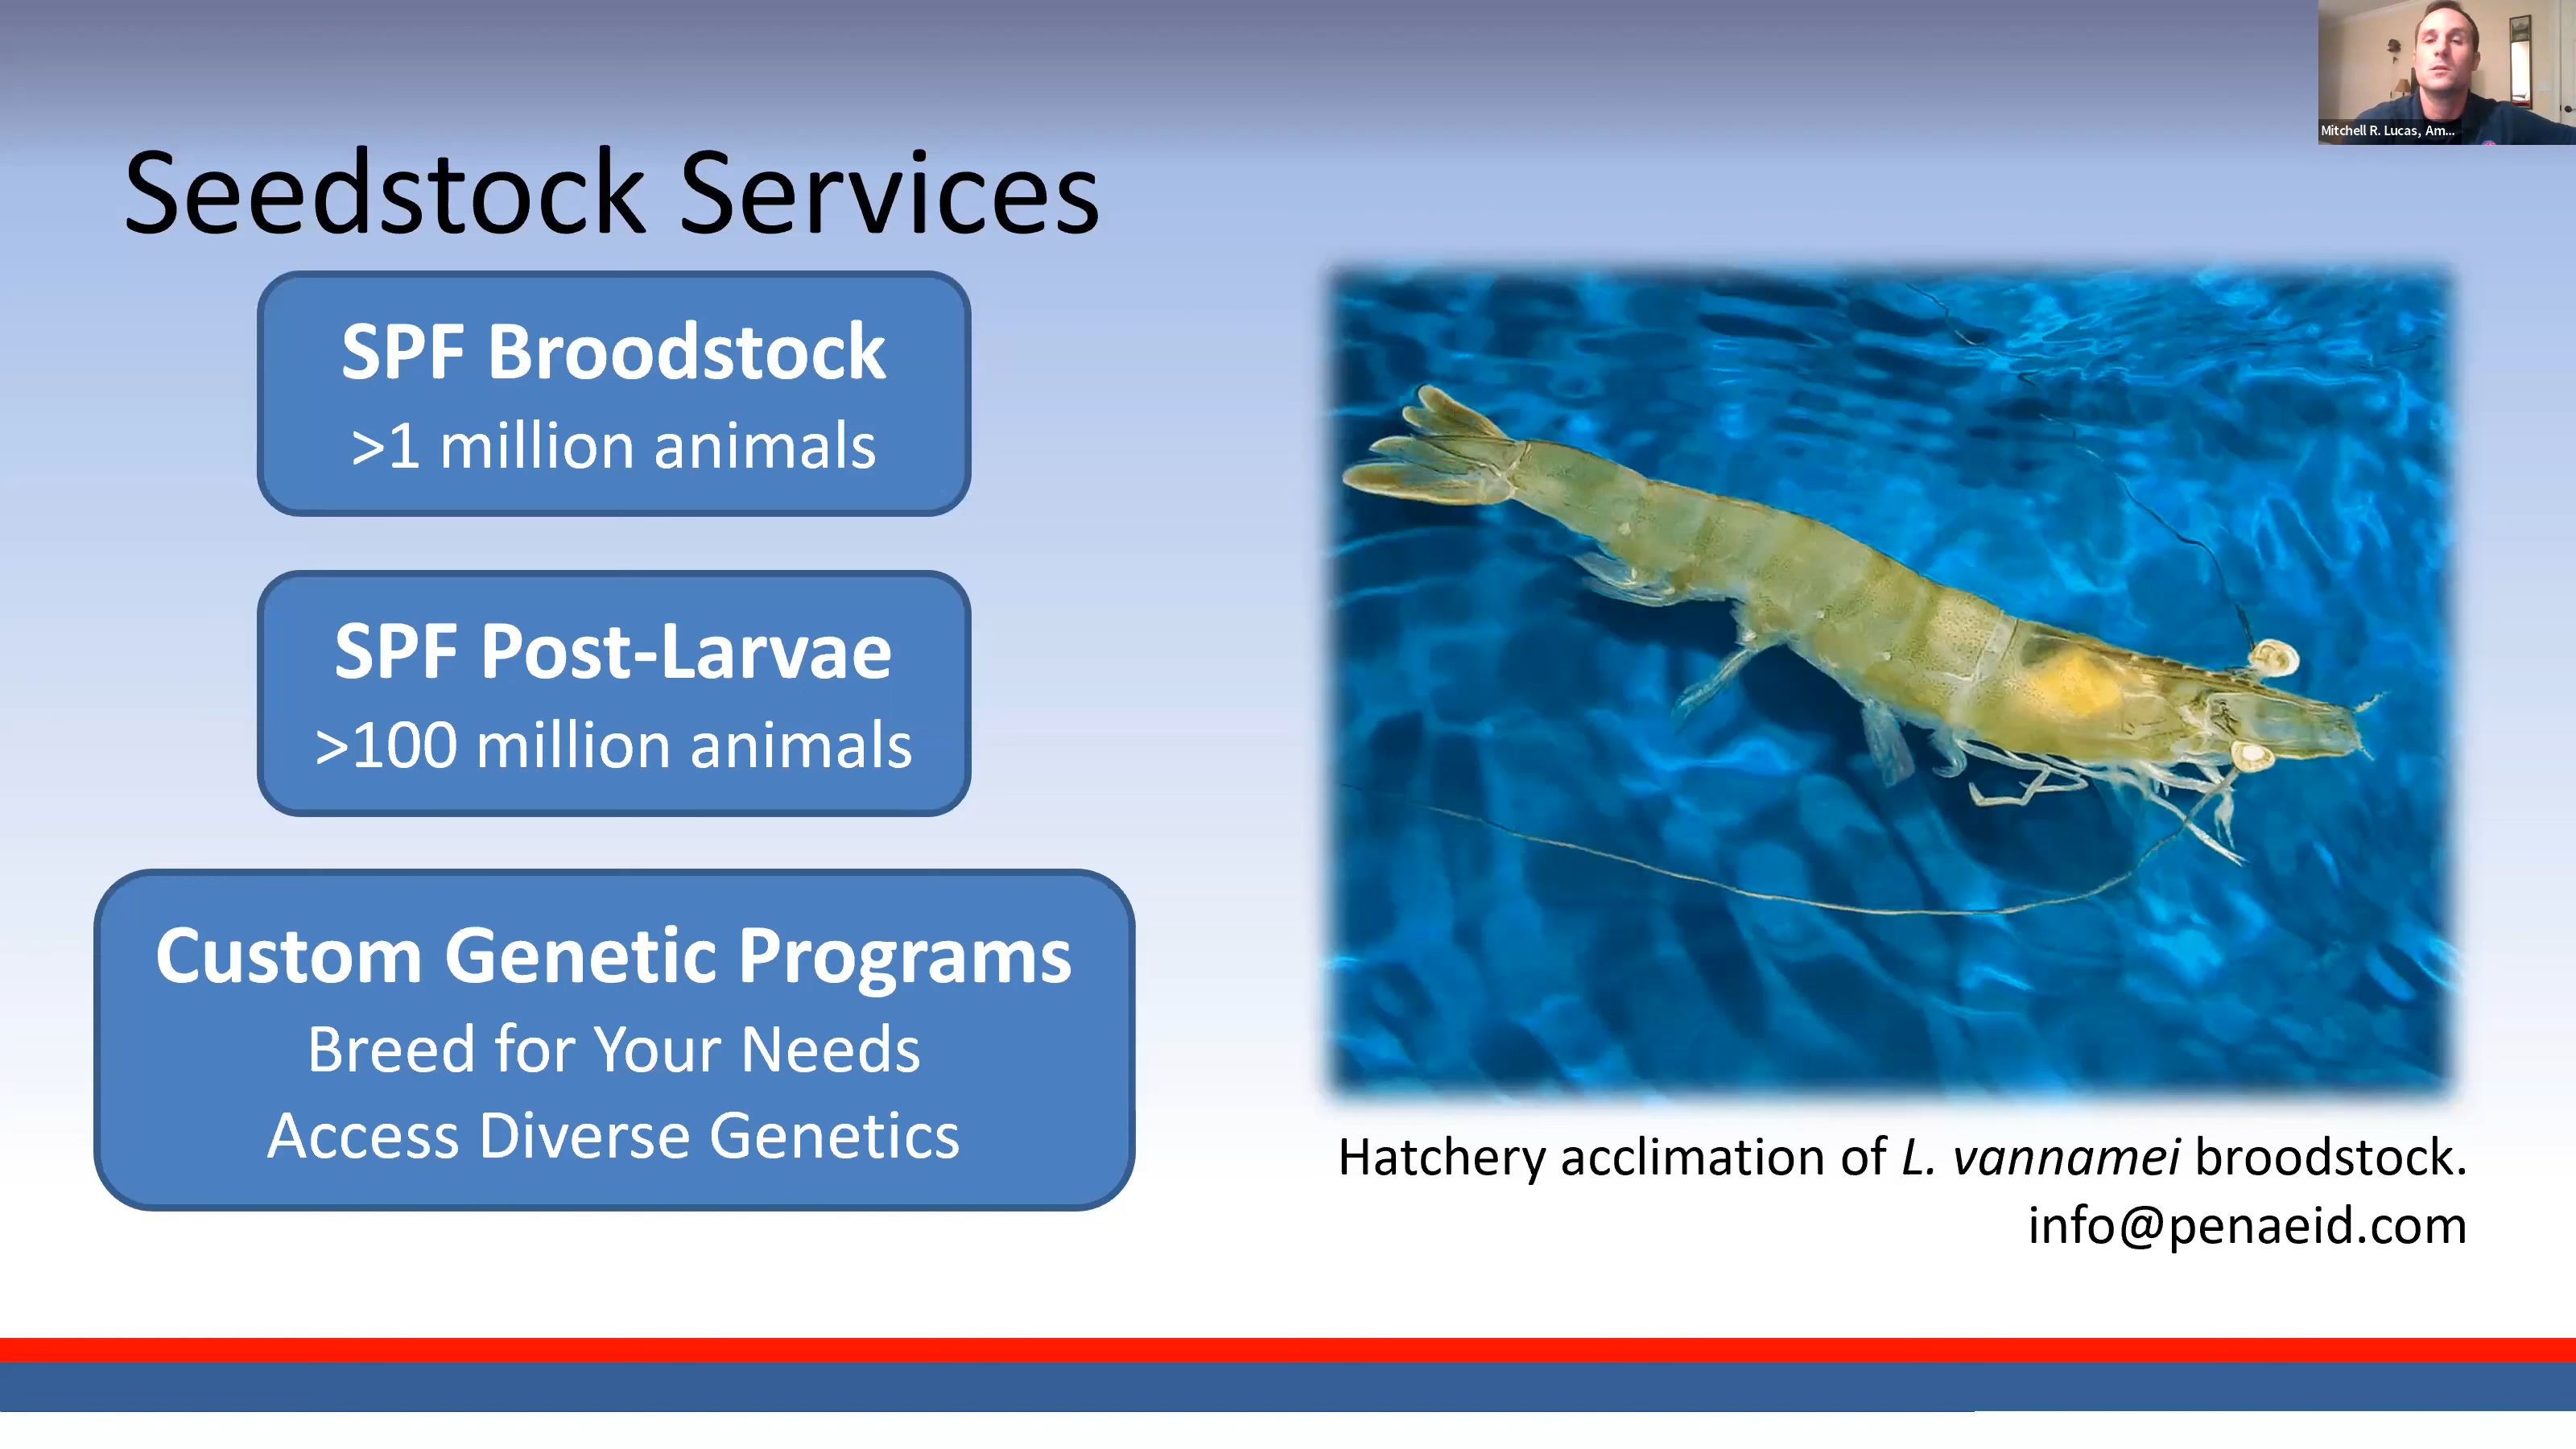 Mitchell R. Lucas, Am...
Seedstock Services
SPF Broodstock
>1 million animals
SPF Post-Larvae
>100 million animals
Custom Genetic Programs
Breed for Your Needs
Access Diverse Genetics
Hatchery acclimation of L. vannamei broodstock.
info@penaeid.com